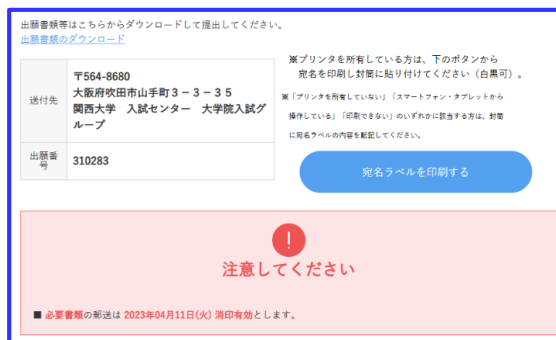 出願書類等はこちらからダウンロードして提出してください。
出願書類のダウンロード
送付先
〒564-8680
大阪府吹田市山手町3－3－35
関西大学　入試センター　大学院入試グ
ループ
出願番
号
310283
※プリンタを所有している方は、下のボタンから
宛名を印刷し封筒に貼り付けてください（白黒可）。
※「プリンタを所有していない」「スマートフォン・タブレットから
操作している」「印刷できない」のいずれかに該当する方は、封筒
に宛名ラベルの内容を転記してください。
宛名ラベルを印刷する
!
注意してください
■ 必要書類の郵送は 2023年04月11日(火) 消印有効とします。